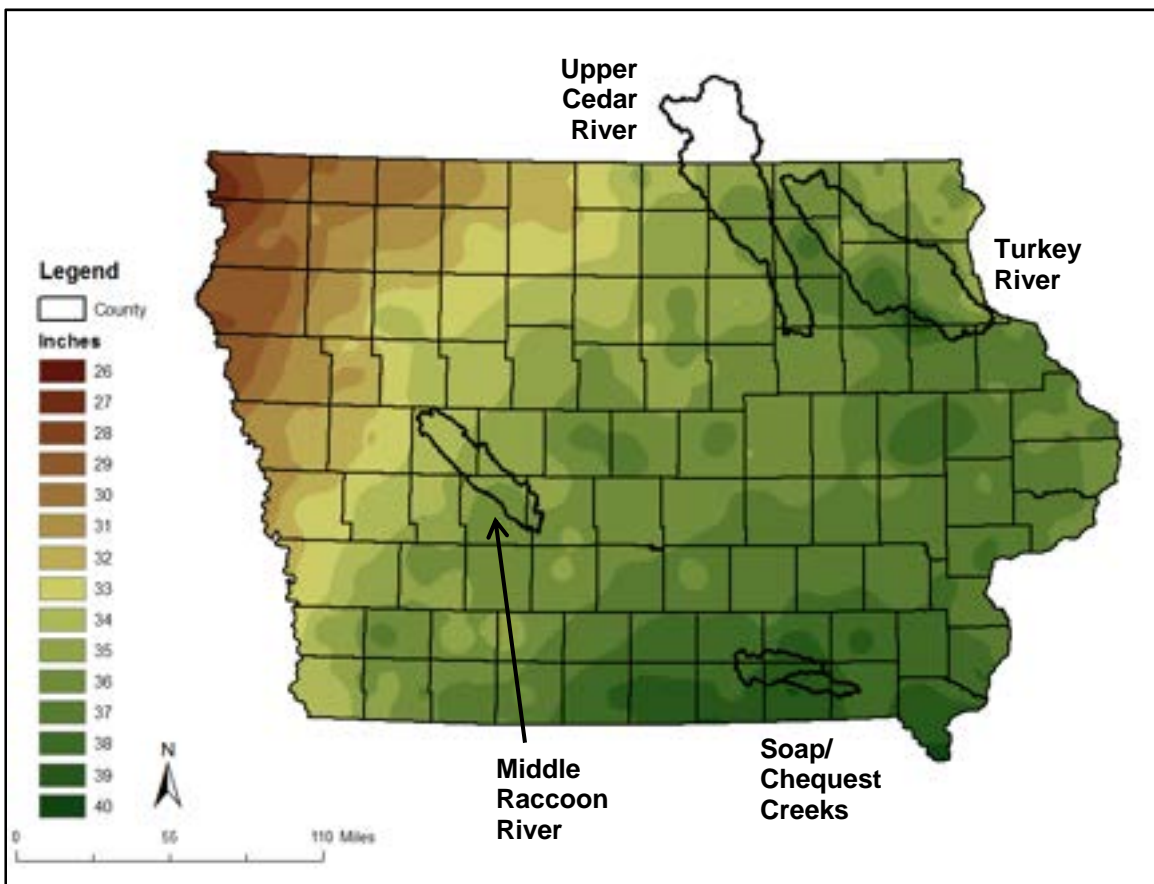 Upper
Cedar
River
Turkey
River
Legend
County
Inches
26
27
28
29
30
31
32
33
34
35
36
37
38
39
40
N
0 55 110 Miles
Middle
Raccoon
River
Soap/
Chequest
Creeks